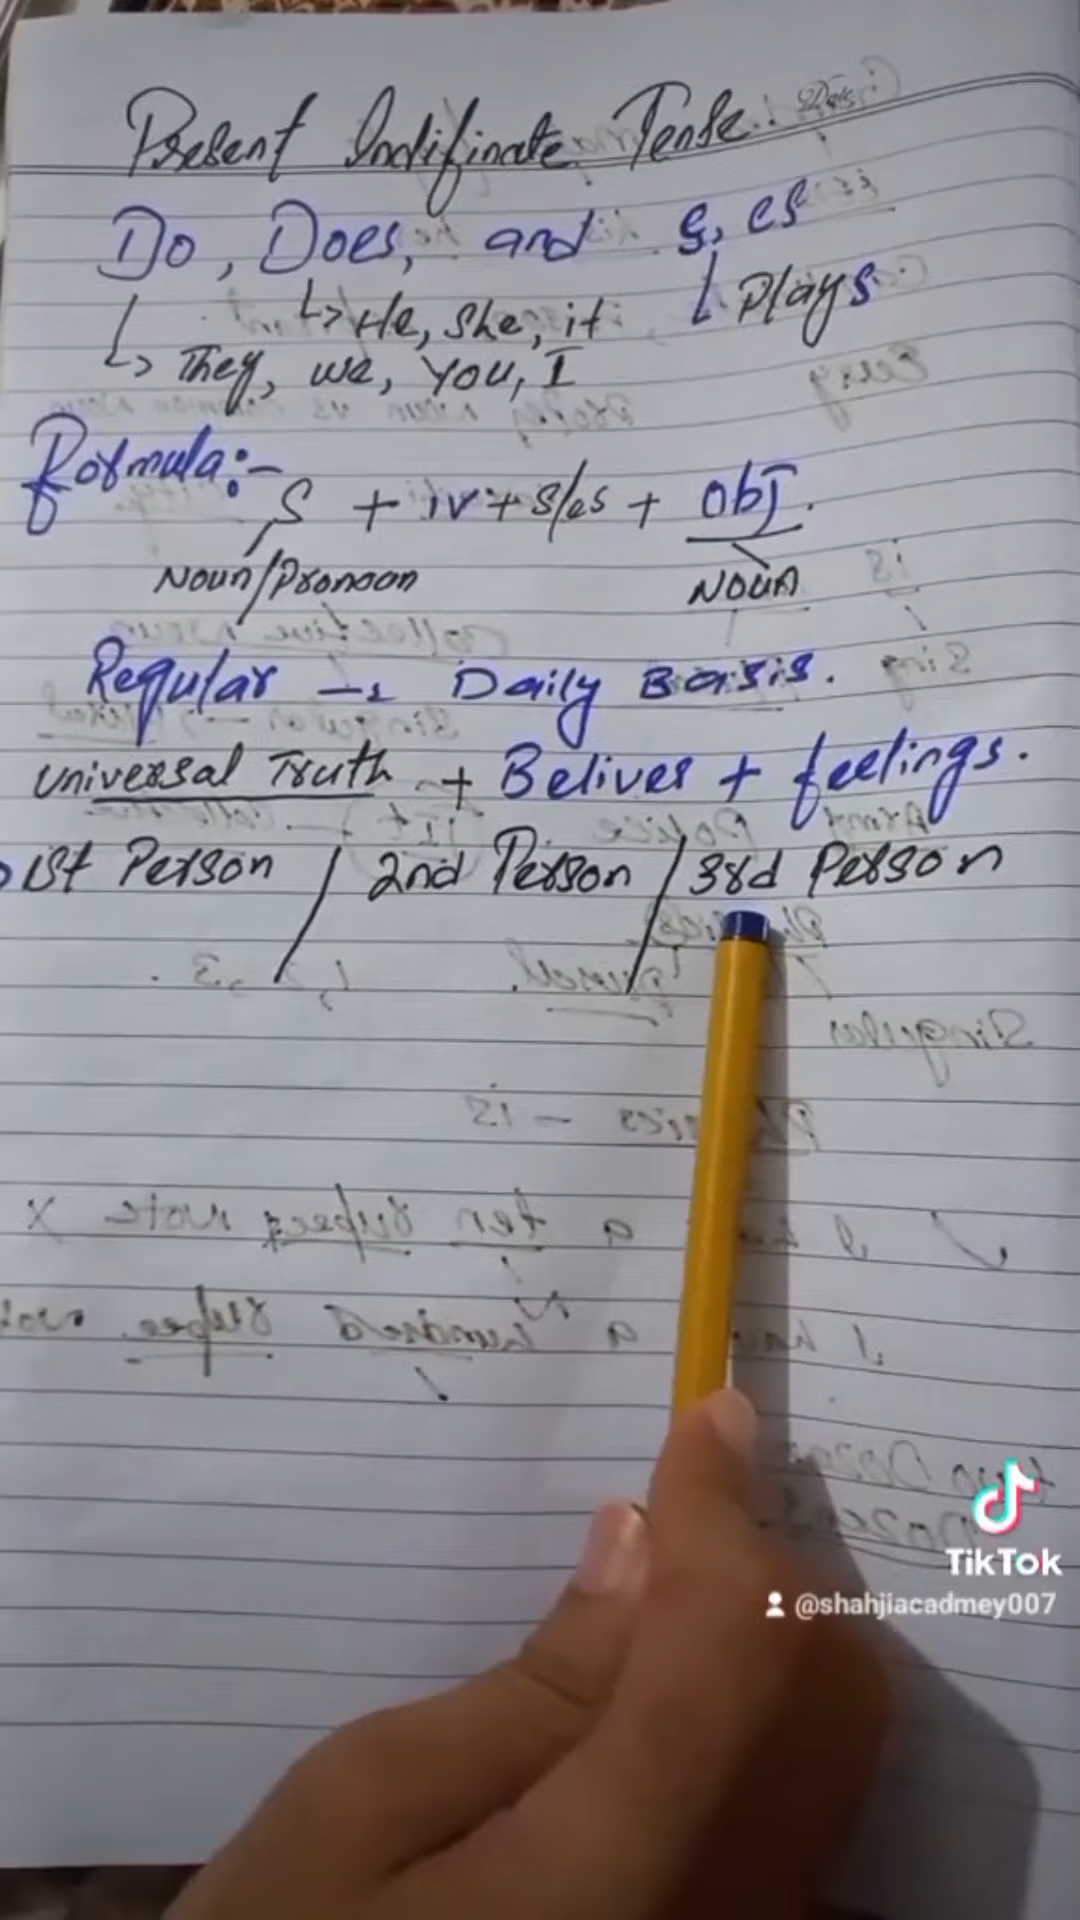 Present Indifinate Tense.
Do, Does, and s, es
He, She, it
Plays
They, we, you, I
Formula:-
S + iv + s/es + obj.
Noun/Pronoon
Noun
Regular → Daily Basis.
Universal Truth + Belives + feelings.
1st Person / 2nd Person / 3rd Person
TikTok
@shahjiacadmey007